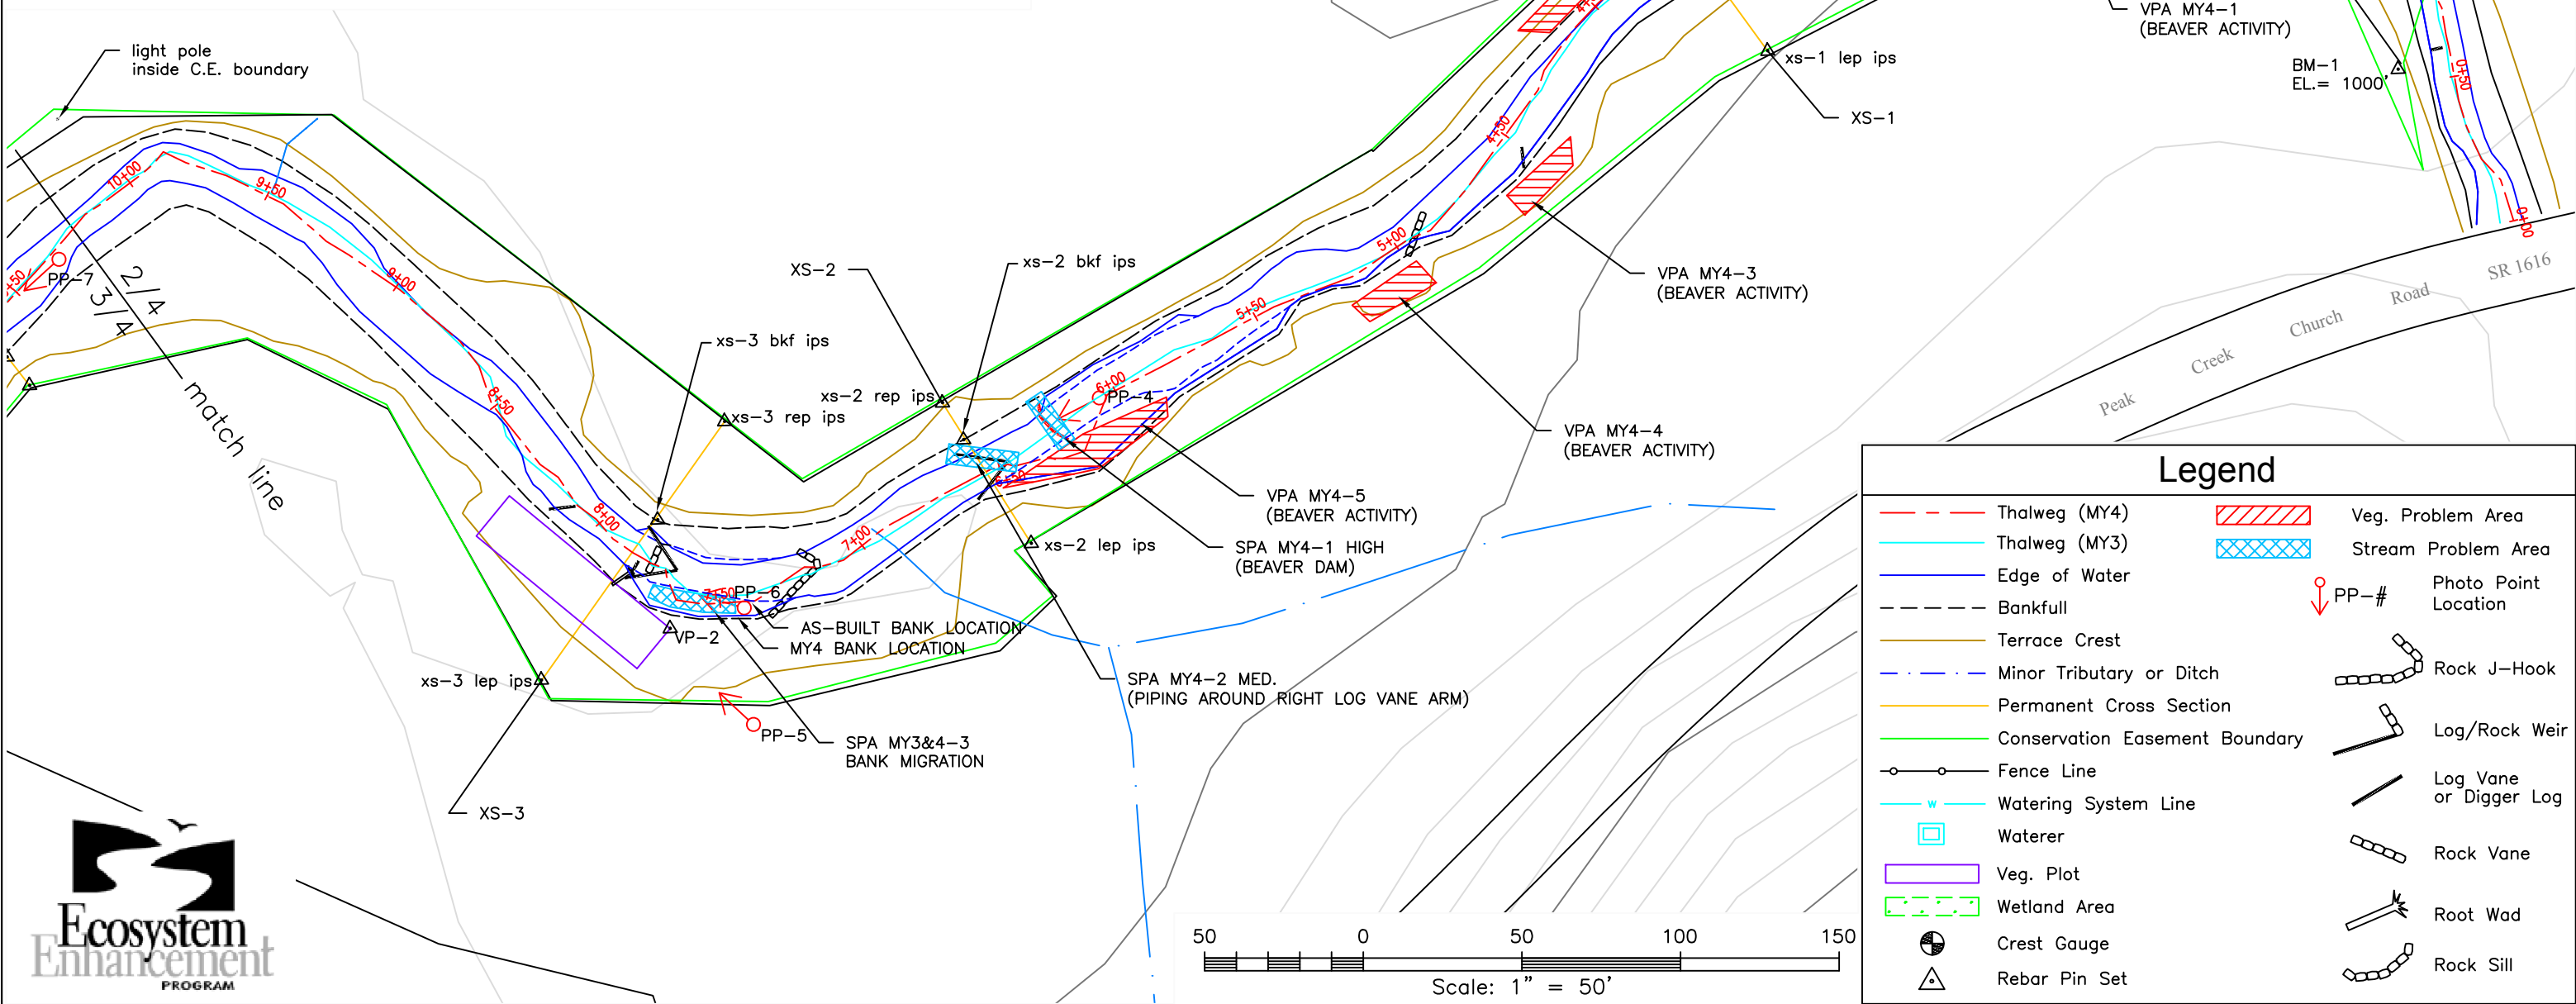 light pole
inside C.E. boundary
VPA MY4-1
(BEAVER ACTIVITY)
BM-1
EL.= 1000'
xs-1 lep ips
XS-1
0+50
0+00
4+50
5+00
5+50
6+00
7+00
7+50
8+00
8+50
9+00
9+50
10+00
PP-7
2/4
3/4
match line
XS-2
xs-2 bkf ips
xs-3 bkf ips
xs-2 rep ips
xs-3 rep ips
PP-4
VPA MY4-3
(BEAVER ACTIVITY)
VPA MY4-4
(BEAVER ACTIVITY)
VPA MY4-5
(BEAVER ACTIVITY)
SPA MY4-1 HIGH
(BEAVER DAM)
xs-2 lep ips
PP-6
AS-BUILT BANK LOCATION
MY4 BANK LOCATION
VP-2
xs-3 lep ips
SPA MY4-2 MED.
(PIPING AROUND RIGHT LOG VANE ARM)
PP-5
SPA MY3&4-3
BANK MIGRATION
XS-3
Peak Creek Church Road SR 1616
Legend
Thalweg (MY4)
Thalweg (MY3)
Edge of Water
Bankfull
Terrace Crest
Minor Tributary or Ditch
Permanent Cross Section
Conservation Easement Boundary
Fence Line
W
Watering System Line
Waterer
Veg. Plot
Wetland Area
Crest Gauge
Rebar Pin Set
Veg. Problem Area
Stream Problem Area
PP-#
Photo Point
Location
Rock J-Hook
Log/Rock Weir
Log Vane
or Digger Log
Rock Vane
Root Wad
Rock Sill
50 0 50 100 150
Scale: 1" = 50'
Ecosystem
Enhancement
PROGRAM